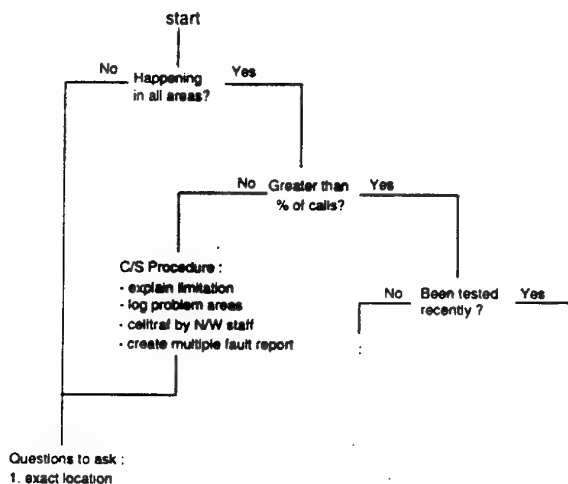 start
No
Happening
in all areas?
Yes
No
Greater than
% of calls?
Yes
C/S Procedure :
- explain limitation
- log problem areas
- celltraf by N/W staff
- create multiple fault report
No
Been tested
recently ?
Yes
:
Questions to ask :
1. exact location